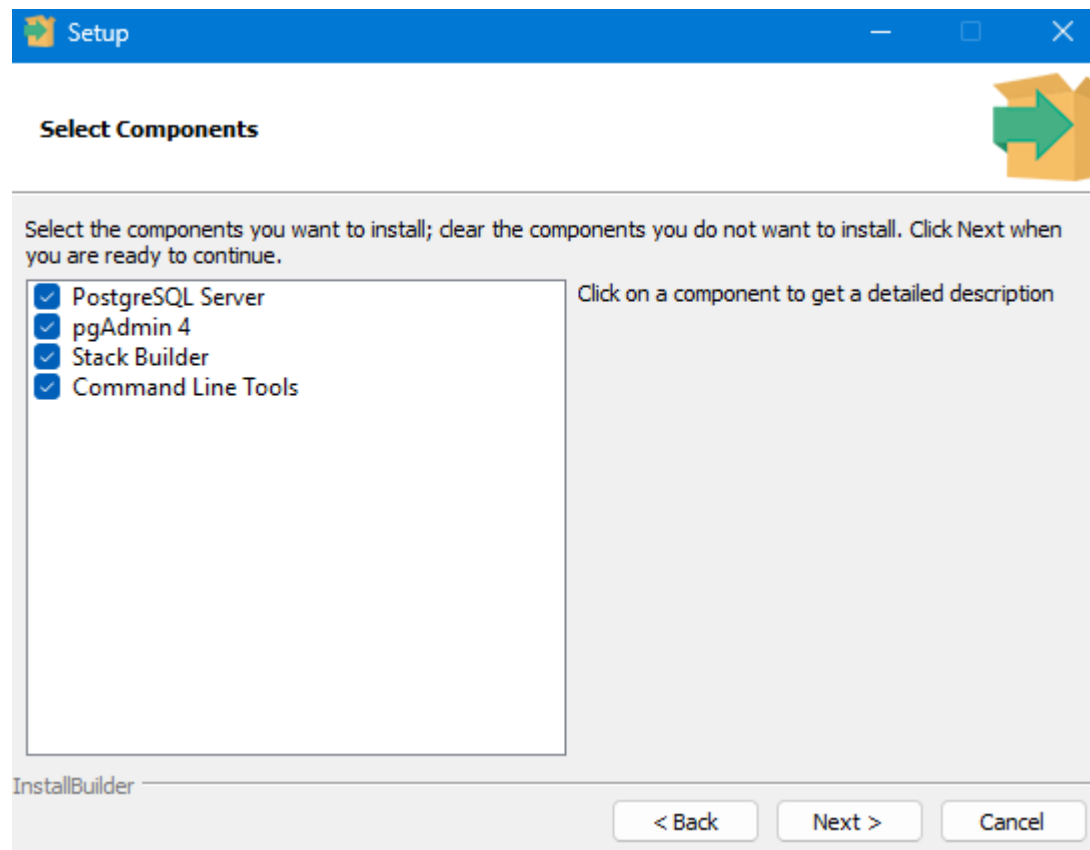 Setup
Select Components
Select the components you want to install; clear the components you do not want to install. Click Next when
you are ready to continue.
PostgreSQL Server
pgAdmin 4
Stack Builder
Command Line Tools
Click on a component to get a detailed description
InstallBuilder
< Back
Next >
Cancel